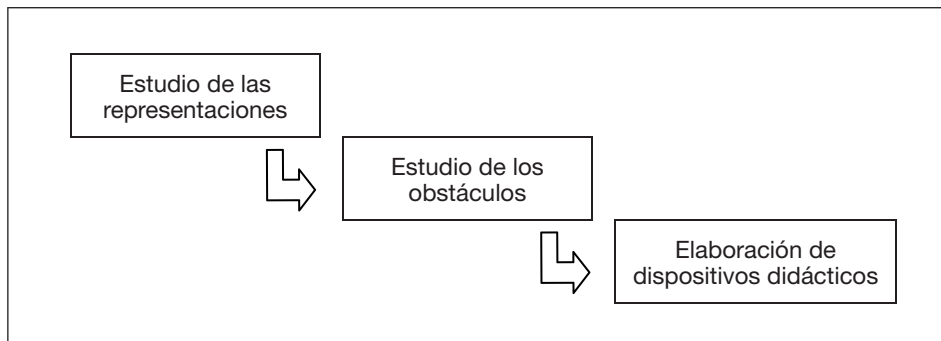 Estudio de las
representaciones
Estudio de los
obstáculos
Elaboración de
dispositivos didácticos